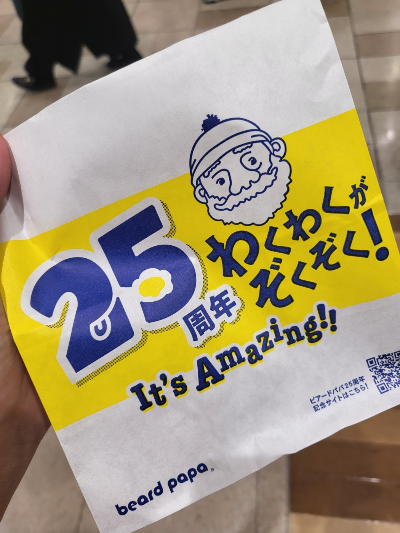 25周年
わくわくが
ぞくぞく!
It's Amazing!!
ビアードパパ25周年
記念サイトはこちら!
beard papa®